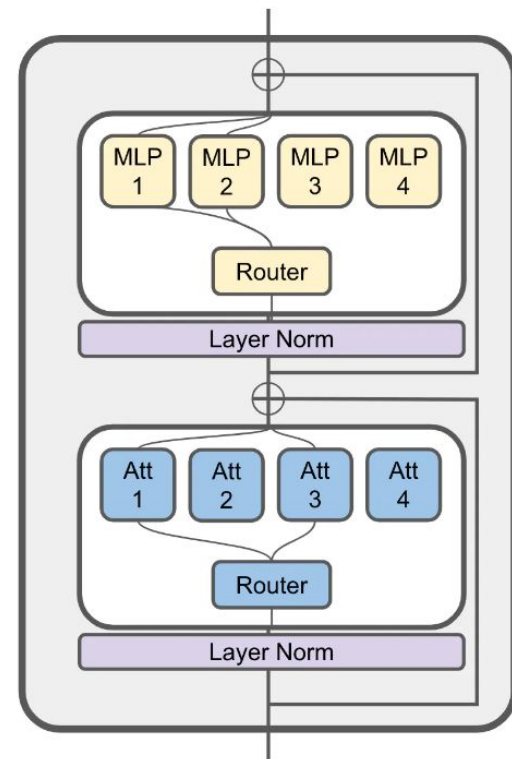 MLP 1
MLP 2
MLP 3
MLP 4
Router
Layer Norm
Att 1
Att 2
Att 3
Att 4
Router
Layer Norm